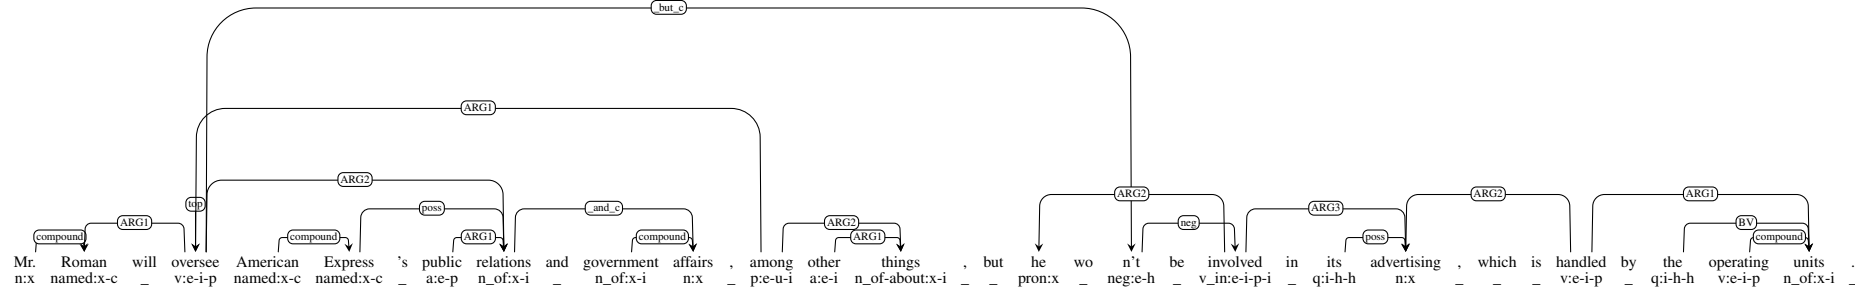 _but_c
ARG1
ARG2 ARG2 ARG2 ARG1
top poss _and_c ARG3
ARG1 ARG2 neg BV
compound compound ARG1 compound ARG1 poss compound
Mr. Roman will oversee American Express 's public relations and government affairs , among other things , but he wo n't be involved in its advertising , which is handled by the operating units .
n:x named:x-c _ v:e-i-p named:x-c named:x-c _ a:e-p n_of:x-i _ n_of:x-i n:x _ p:e-u-i a:e-i n_of-about:x-i _ _ pron:x _ neg:e-h _ v_in:e-i-p-i _ q:i-h-h n:x _ _ _ v:e-i-p _ q:i-h-h v:e-i-p n_of:x-i _